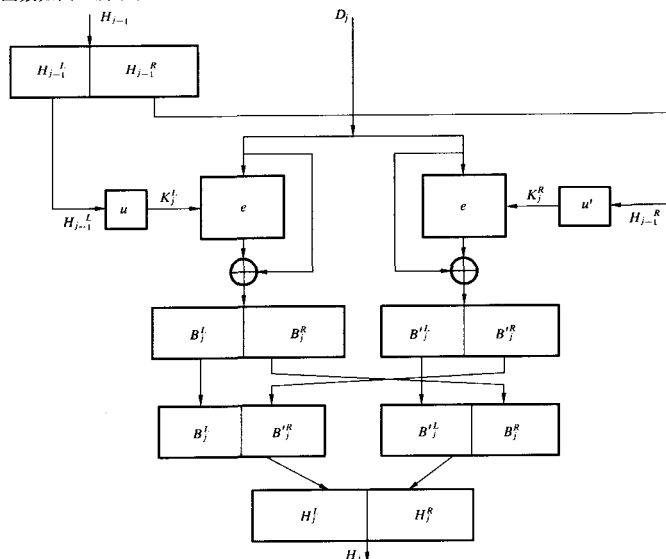 H_{j-1}
D_j
H_{j-1}^L H_{j-1}^R
K_j^L
u
e
H_{j-1}^L
e
K_j^R
u'
H_{j-1}^R
B_j^L B_j^R
B'_j^L B'_j^R
B_j^L B'_j^R
B'_j^L B_j^R
H_j^L H_j^R
H_j